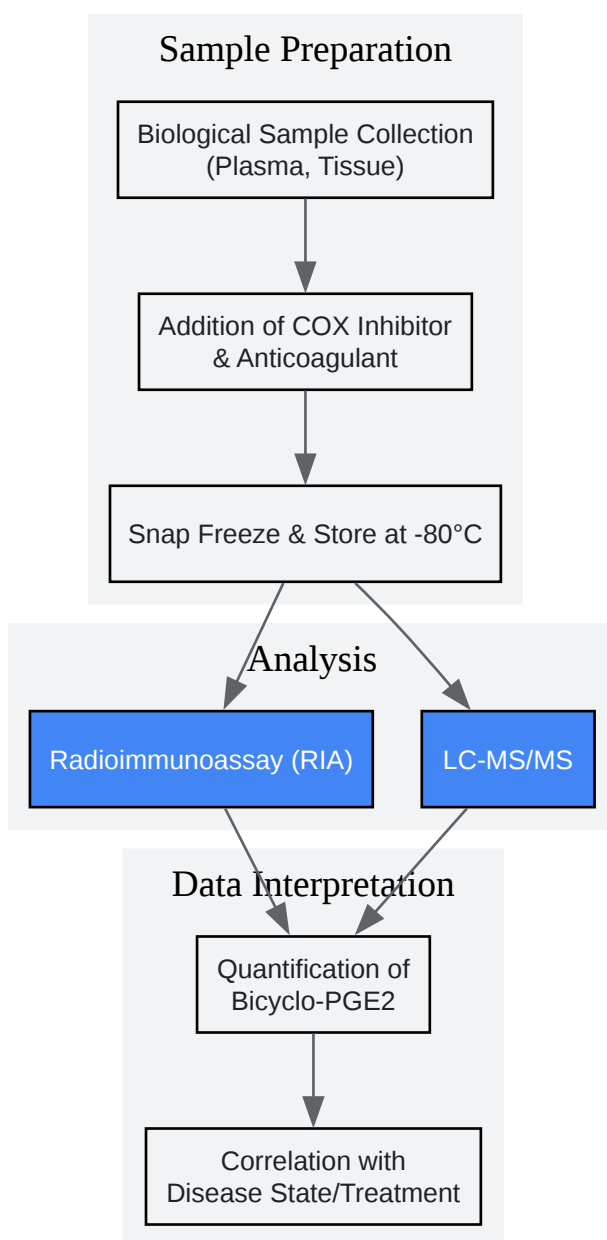 Sample Preparation
Biological Sample Collection
(Plasma, Tissue)
Addition of COX Inhibitor
& Anticoagulant
Snap Freeze & Store at -80°C
Analysis
Radioimmunoassay (RIA)
LC-MS/MS
Data Interpretation
Quantification of
Bicyclo-PGE2
Correlation with
Disease State/Treatment